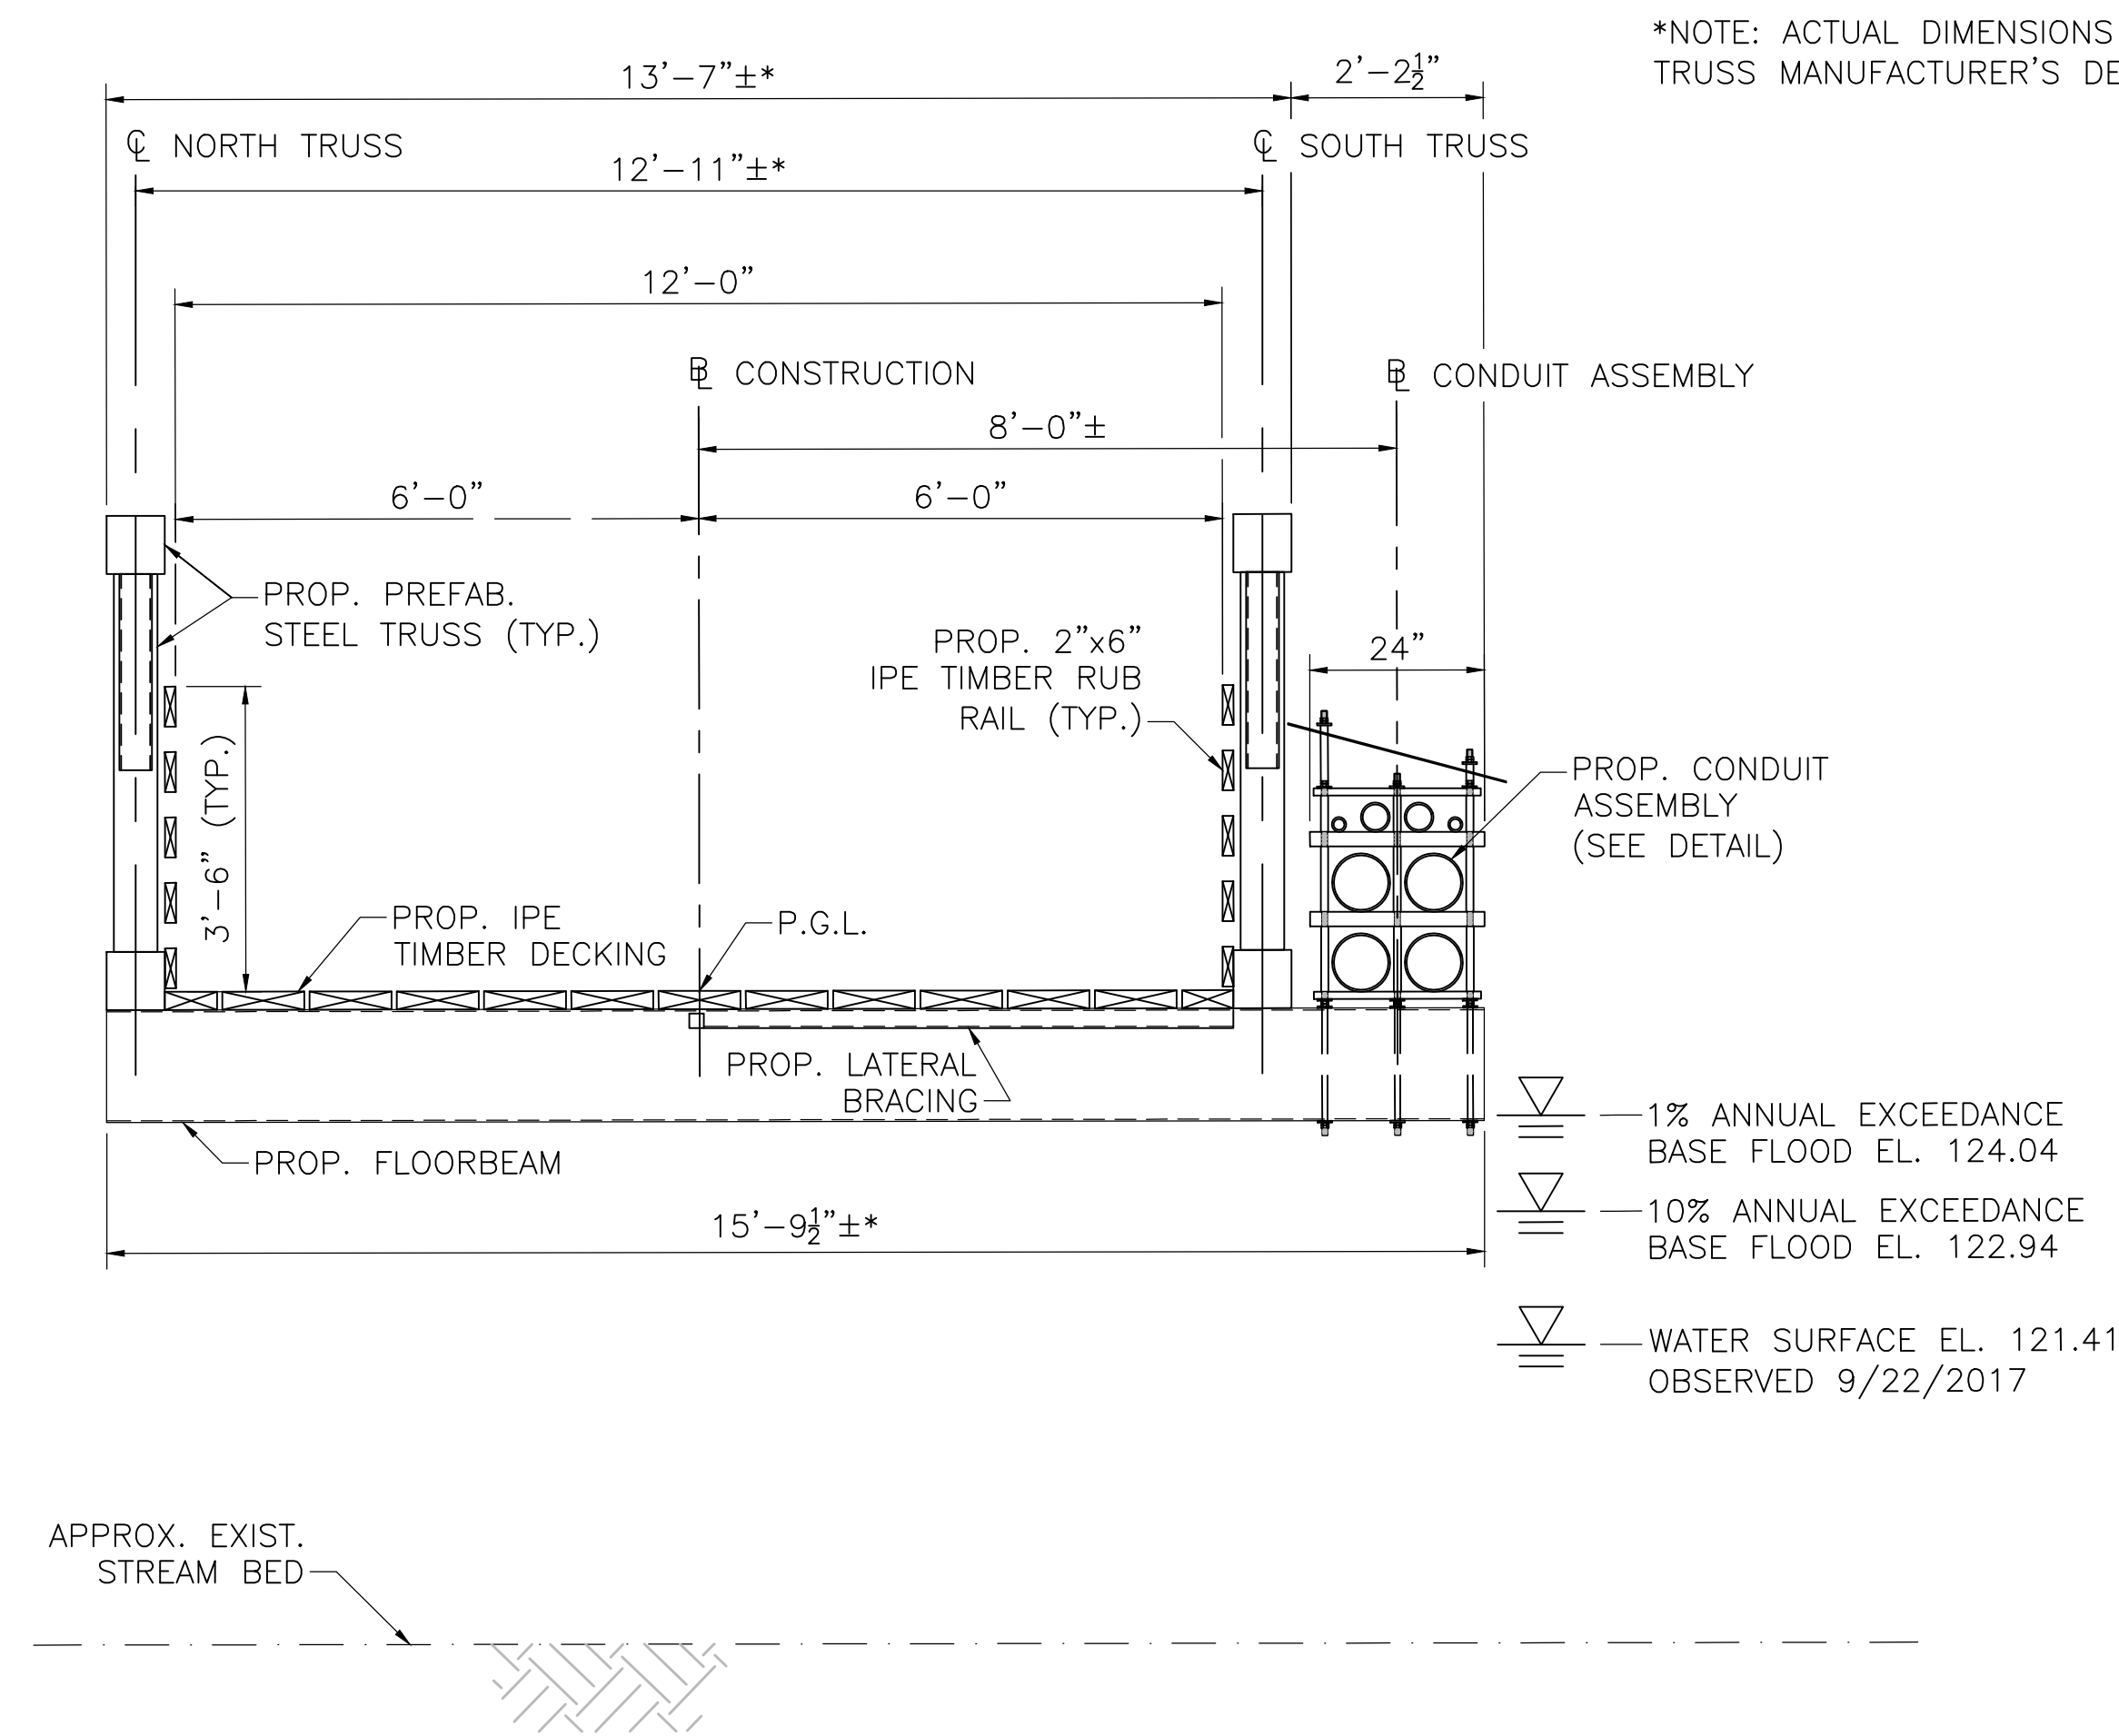 *NOTE: ACTUAL DIMENSIONS
TRUSS MANUFACTURER'S
13'-7"±*
2'-2½"
℄ NORTH TRUSS
℄ SOUTH TRUSS
12'-11"±*
12'-0"
BL CONSTRUCTION
BL CONDUIT ASSEMBLY
8'-0"±
6'-0"
6'-0"
PROP. PREFAB.
STEEL TRUSS (TYP.)
PROP. 2"x6"
IPE TIMBER RUB
RAIL (TYP.)
24"
PROP. CONDUIT
ASSEMBLY
(SEE DETAIL)
3'-6" (TYP.)
PROP. IPE
TIMBER DECKING
P.G.L.
PROP. LATERAL
BRACING
PROP. FLOORBEAM
1% ANNUAL EXCEEDANCE
BASE FLOOD EL. 124.04
10% ANNUAL EXCEEDANCE
BASE FLOOD EL. 122.94
15'-9½"±*
WATER SURFACE EL. 121.41
OBSERVED 9/22/2017
APPROX. EXIST.
STREAM BED